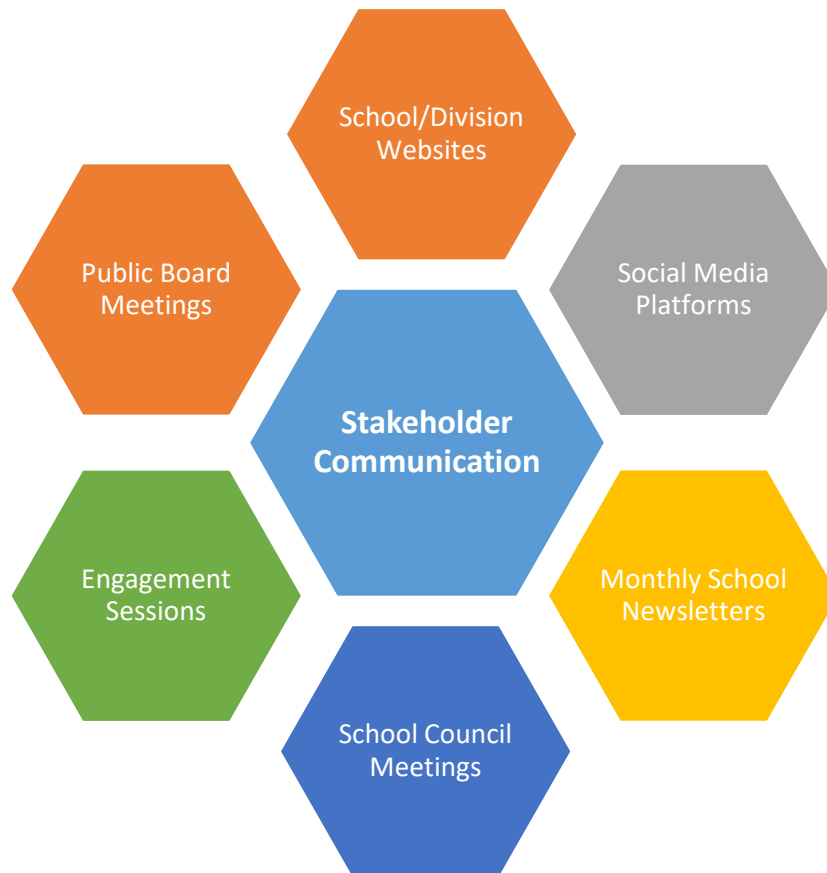 School/Division
Websites
Public Board
Meetings
Social Media
Platforms
Stakeholder
Communication
Engagement
Sessions
Monthly School
Newsletters
School Council
Meetings